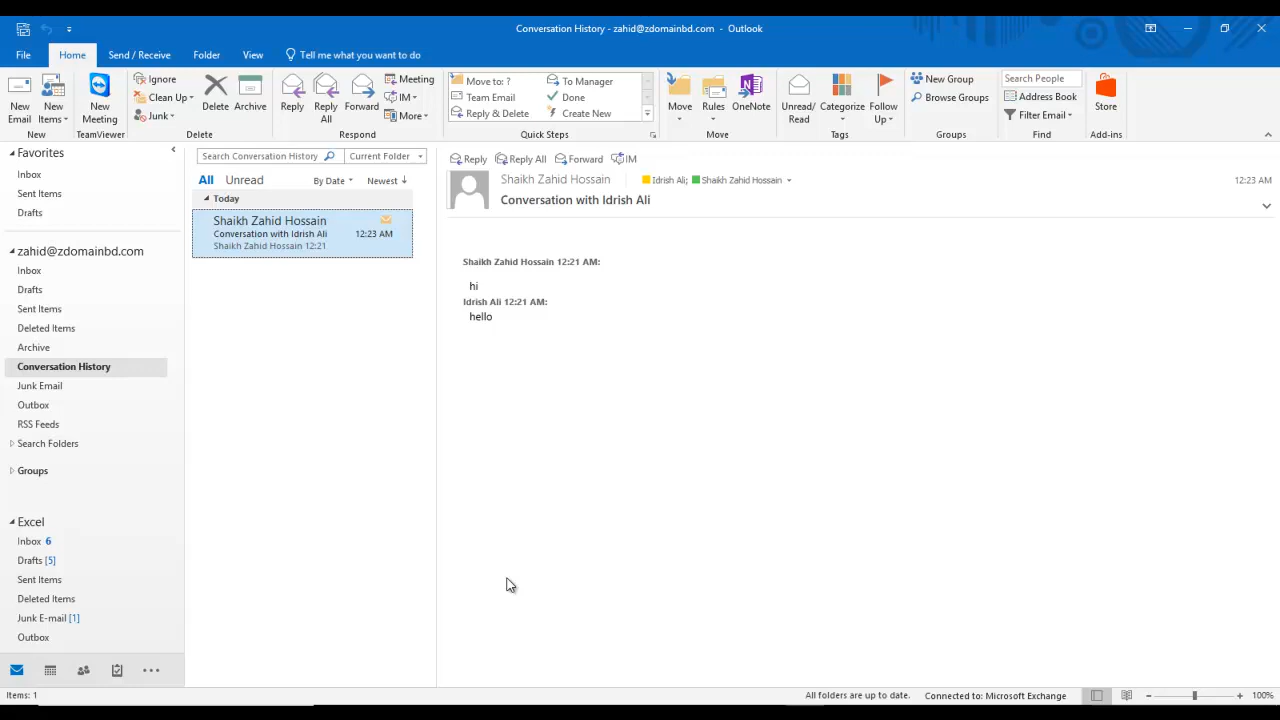 Conversation History - zahid@zdomainbd.com - Outlook
File Home Send / Receive Folder View Tell me what you want to do
New Email
New Items
New Meeting
Ignore
Clean Up
Junk
Delete
Archive
Reply
Reply All
Forward
Meeting
IM
More
Move to: ?
To Manager
Team Email
Done
Reply & Delete
Create New
Move
Rules
OneNote
Unread/ Read
Categorize
Follow Up
New Group
Browse Groups
Search People
Address Book
Filter Email
Store
New TeamViewer Delete Respond Quick Steps Move Tags Groups Find Add-ins
Favorites
Inbox
Sent Items
Drafts
zahid@zdomainbd.com
Inbox
Drafts
Sent Items
Deleted Items
Archive
Conversation History
Junk Email
Outbox
RSS Feeds
Search Folders
Groups
Excel
Inbox 6
Drafts [5]
Sent Items
Deleted Items
Junk E-mail [1]
Outbox
Search Conversation History Current Folder
All Unread By Date Newest
Today
Shaikh Zahid Hossain
Conversation with Idrish Ali 12:23 AM
Shaikh Zahid Hossain 12:21
Reply Reply All Forward IM
Shaikh Zahid Hossain Idrish Ali; Shaikh Zahid Hossain 12:23 AM
Conversation with Idrish Ali
Shaikh Zahid Hossain 12:21 AM:
hi
Idrish Ali 12:21 AM:
hello
Items: 1 All folders are up to date. Connected to: Microsoft Exchange 100%